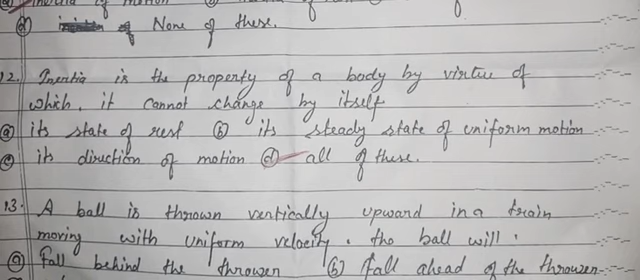 (d) of None of these.
12. Inertia is the property of a body by virtue of
which, it cannot change by itself
(a) its state of rest (b) its steady state of uniform motion
(c) its direction of motion (d) all of these.
13. A ball is thrown vertically upward in a train
moving with uniform velocity. the ball will.
(a) fall behind the thrower (b) fall ahead of the thrower